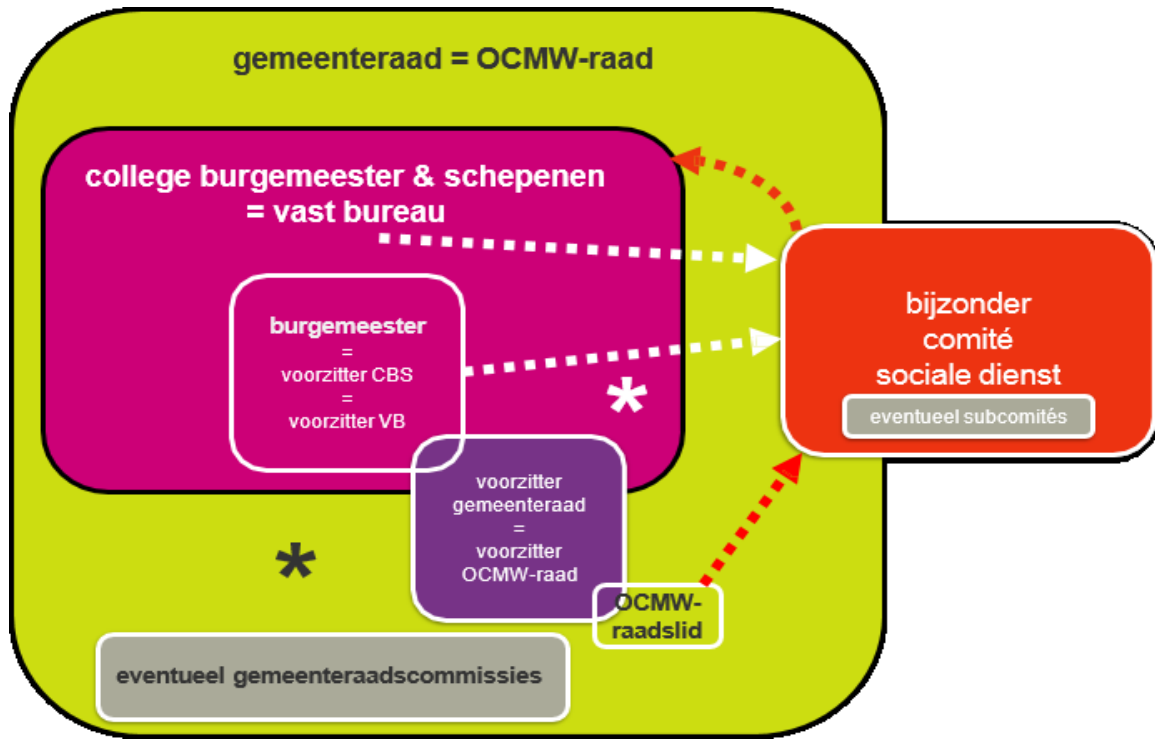 gemeenteraad = OCMW-raad
college burgemeester & schepenen
= vast bureau
burgemeester
=
voorzitter CBS
=
voorzitter VB
*
bijzonder
comité
sociale dienst
eventueel subcomités
voorzitter
gemeenteraad
=
voorzitter
OCMW-raad
*
OCMW-
raadslid
eventueel gemeenteraadscommissies